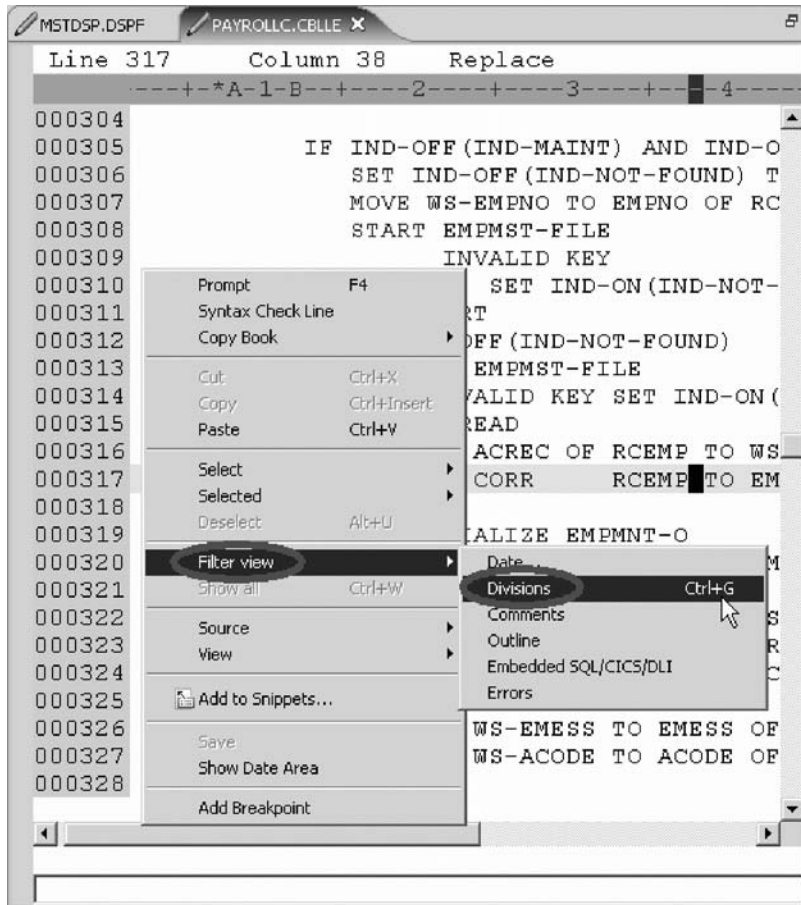 MSTDSP.DSPF PAYROLLC.CBLLE
Line 317 Column 38 Replace
----+-*A-1-B--+----2----+----3----+----4-----
000304
000305 IF IND-OFF(IND-MAINT) AND IND-O
000306 SET IND-OFF(IND-NOT-FOUND) T
000307 MOVE WS-EMPNO TO EMPNO OF RC
000308 START EMPMST-FILE
000309 INVALID KEY
000310 SET IND-ON(IND-NOT-
000311 RT
000312 OFF(IND-NOT-FOUND)
000313 EMPMST-FILE
000314 VALID KEY SET IND-ON(
000315 READ
000316 ACREC OF RCEMP TO WS
000317 CORR RCEMP TO EM
000318
000319 IALIZE EMPMNT-O
000320 M
000321
000322 S
000323 R
000324 C
000325
000326 WS-EMESS TO EMESS OF
000327 WS-ACODE TO ACODE OF
000328
Prompt F4
Syntax Check Line
Copy Book
Cut Ctrl+X
Copy Ctrl+Insert
Paste Ctrl+V
Select
Selected
Deselect Alt+U
Filter view
Show all Ctrl+W
Source
View
Add to Snippets...
Save
Show Date Area
Add Breakpoint
Date
Divisions Ctrl+G
Comments
Outline
Embedded SQL/CICS/DLI
Errors